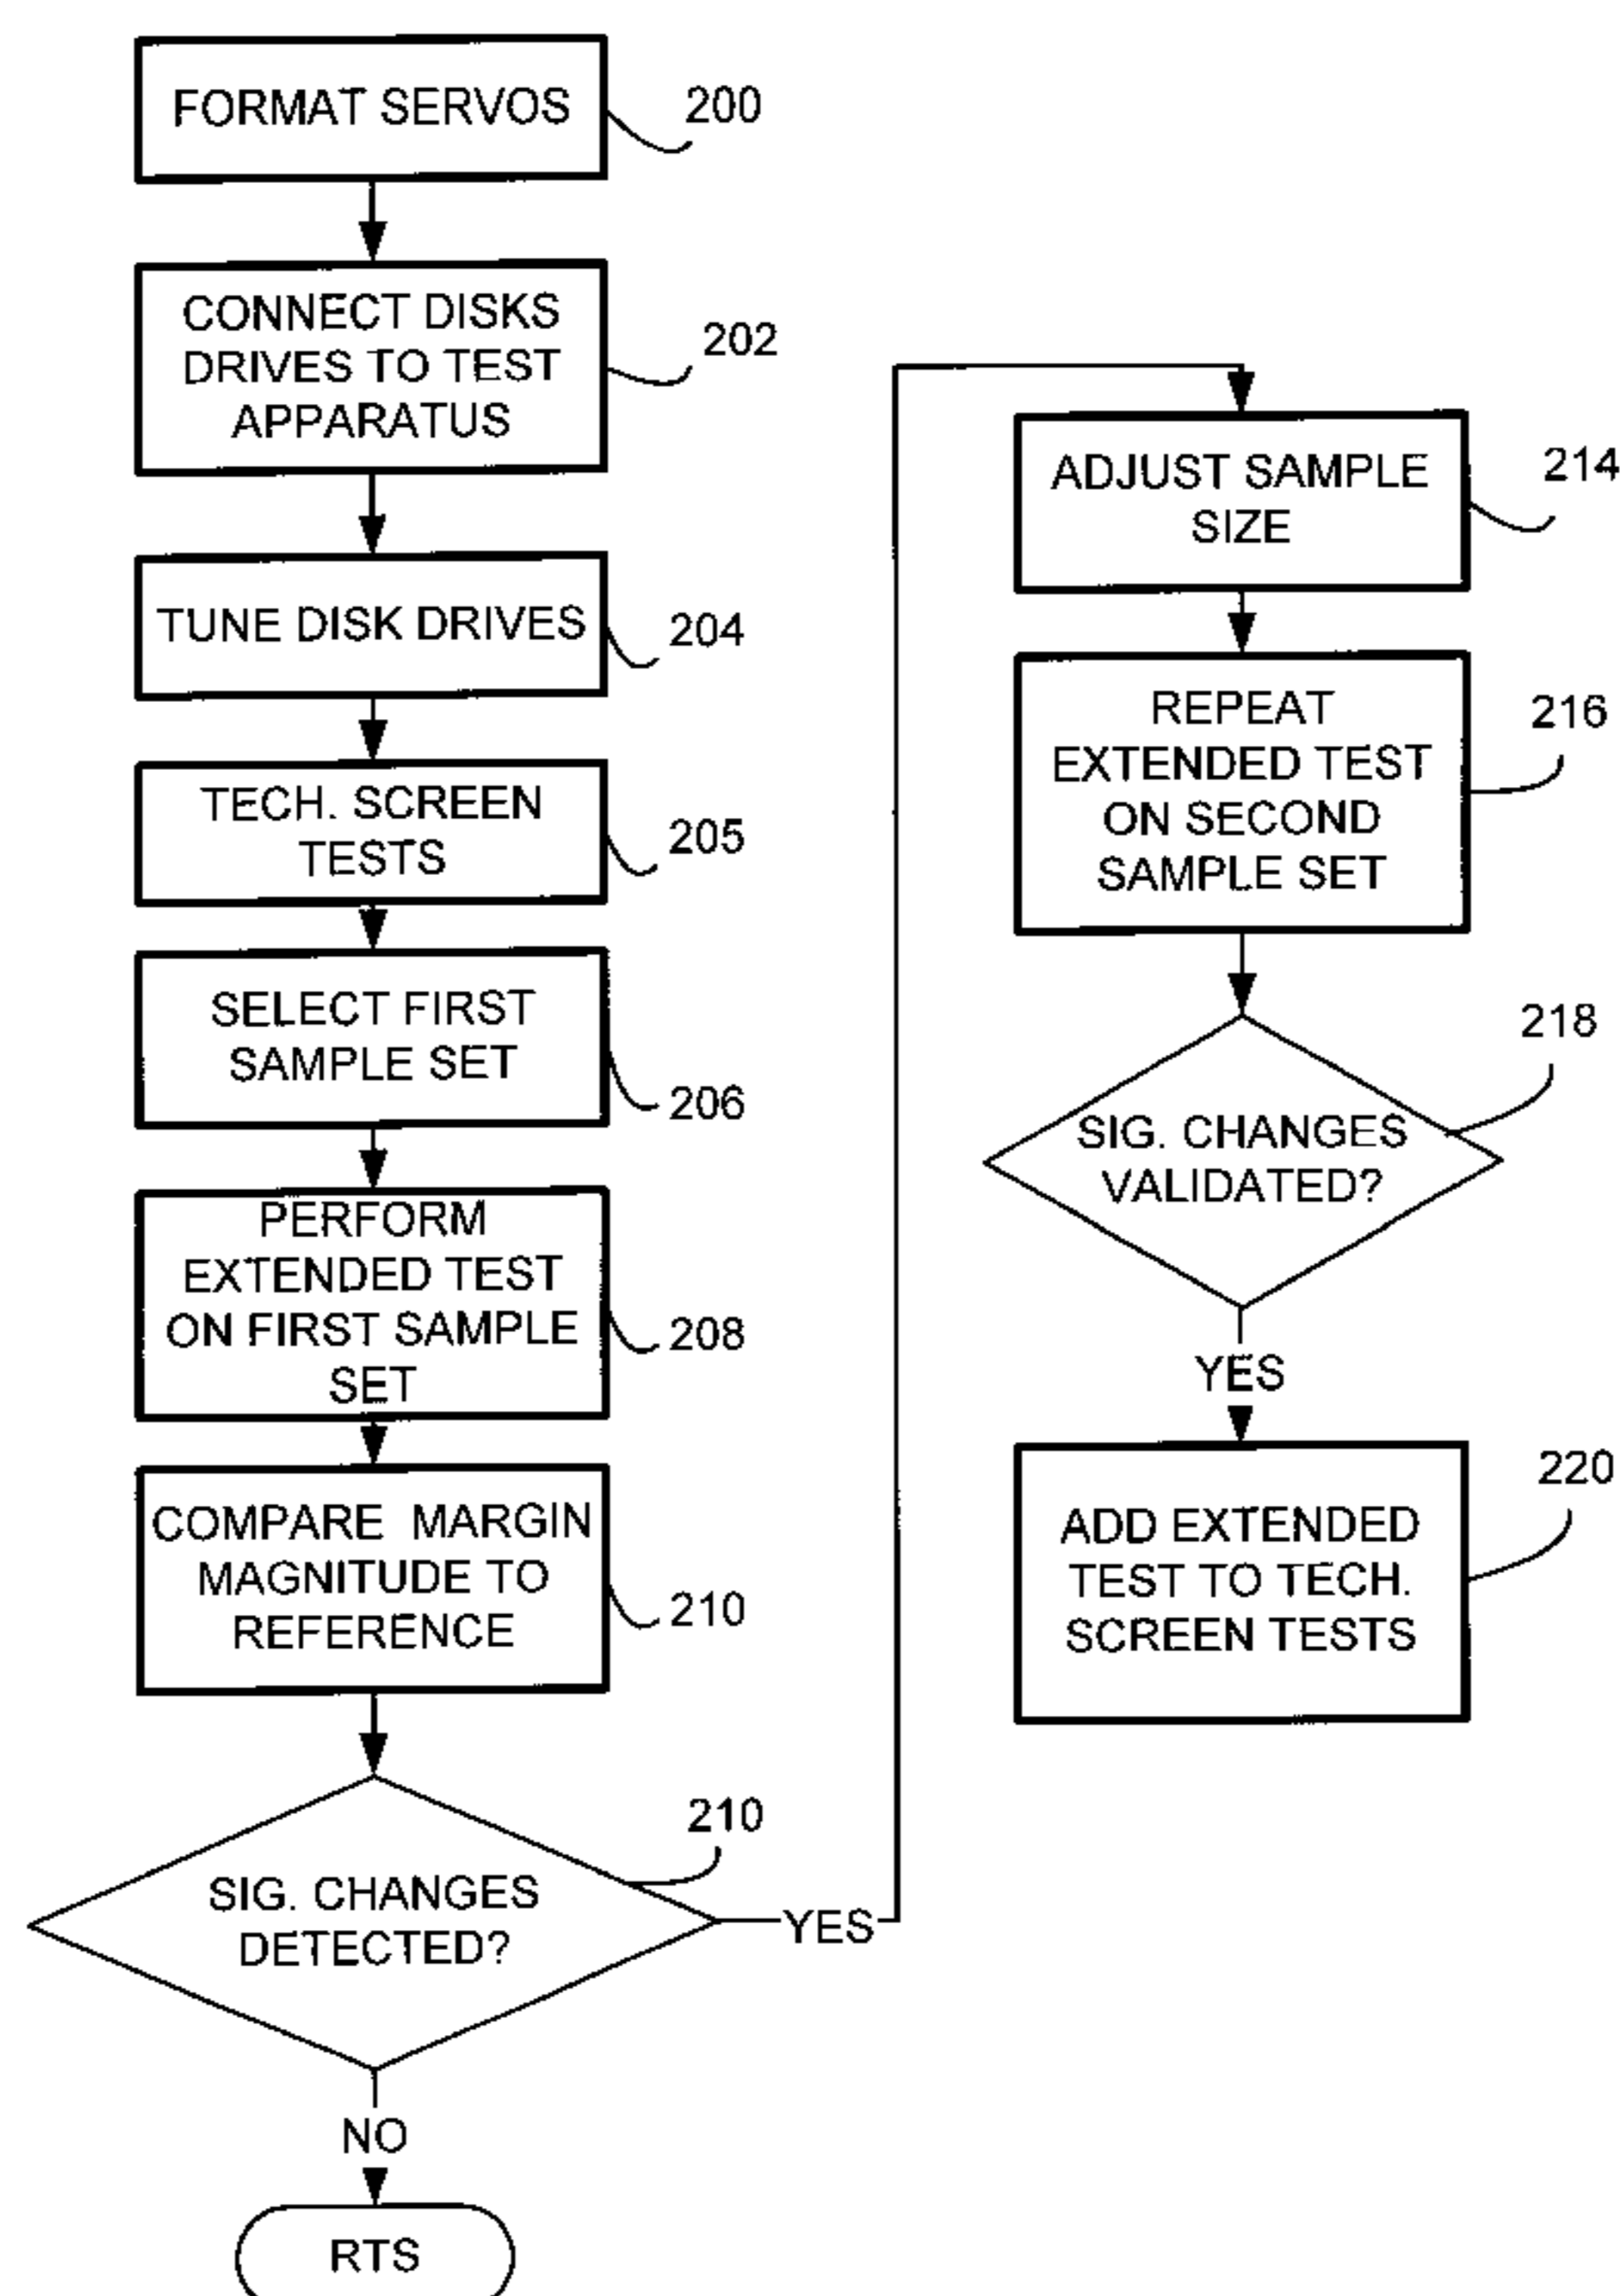 FORMAT SERVOS
200
CONNECT DISKS
DRIVES TO TEST
APPARATUS
202
TUNE DISK DRIVES
204
TECH. SCREEN
TESTS
205
SELECT FIRST
SAMPLE SET
206
PERFORM
EXTENDED TEST
ON FIRST SAMPLE
SET
208
COMPARE MARGIN
MAGNITUDE TO
REFERENCE
210
SIG. CHANGES
DETECTED?
210
YES
NO
RTS
ADJUST SAMPLE
SIZE
214
REPEAT
EXTENDED TEST
ON SECOND
SAMPLE SET
216
SIG. CHANGES
VALIDATED?
218
YES
ADD EXTENDED
TEST TO TECH.
SCREEN TESTS
220